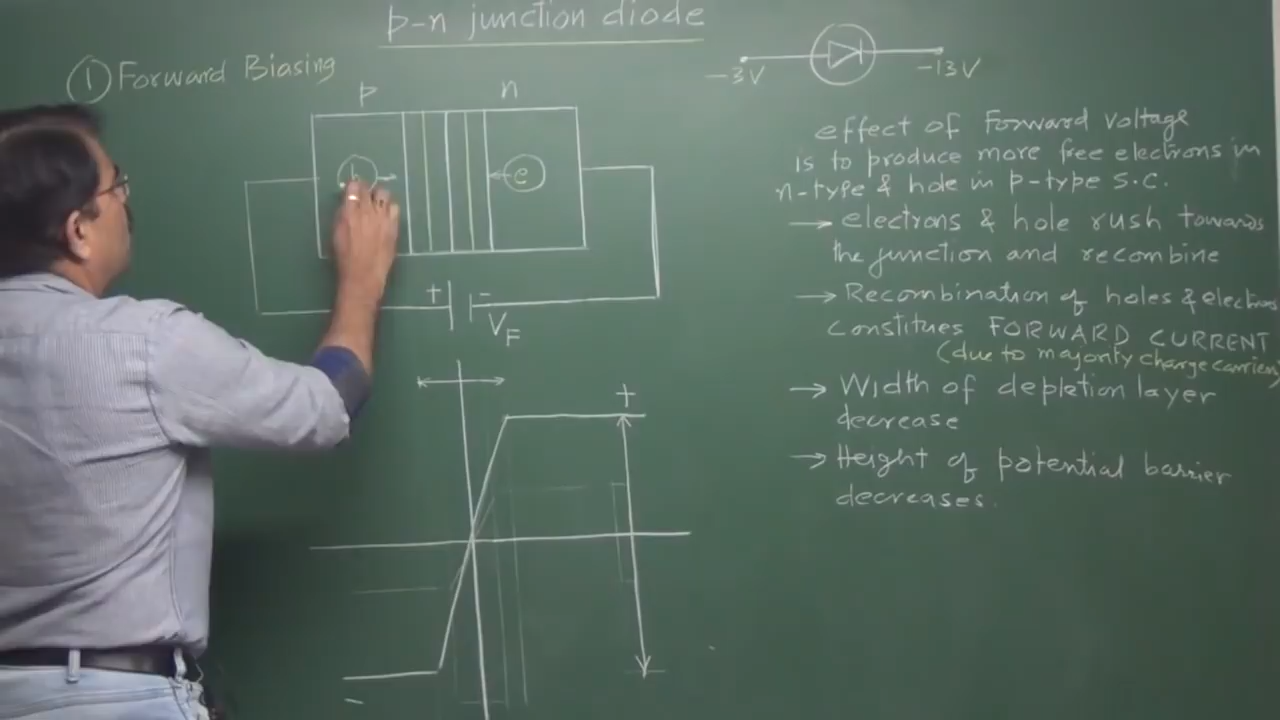 p-n junction diode
① Forward Biasing
p n
e
+ -
VF
+
-
-3V -13V
effect of Forward Voltage
is to produce more free electrons in
n-type & hole in p-type S.C.
→ electrons & hole rush towards
the junction and recombine
→ Recombination of holes & electrons
constitues FORWARD CURRENT
(due to majority charge carriers)
→ Width of depletion layer
decrease
→ Height of potential barrier
decreases.